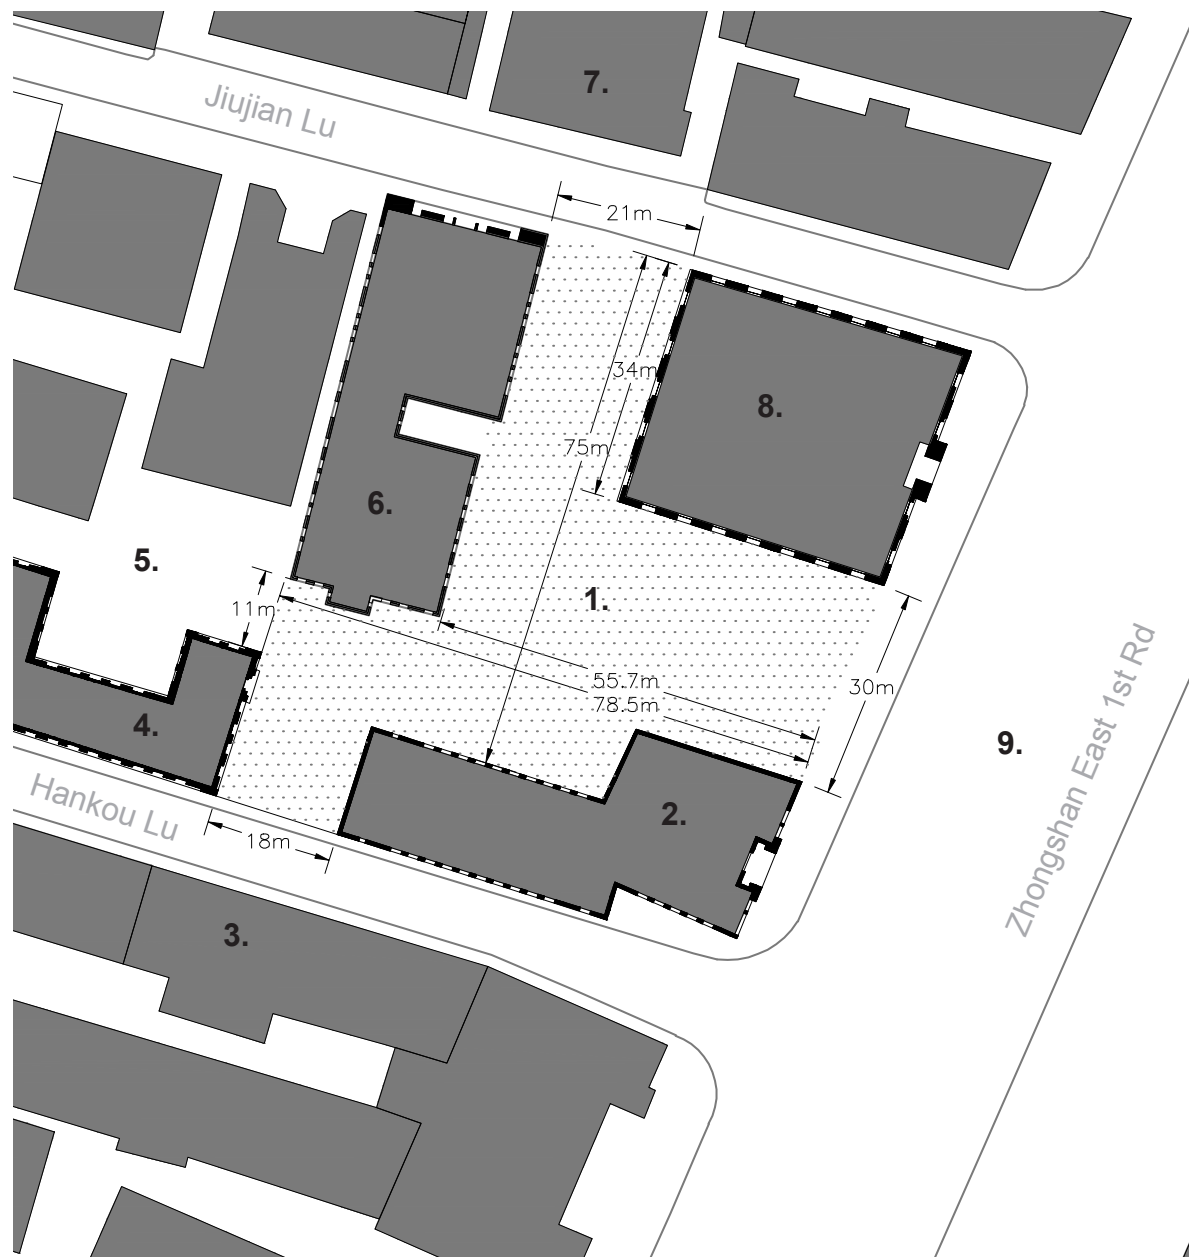 7.
Jiujian Lu
21m
34m
8.
75m
6.
5.
1.
11m
55.7m
30m
78.5m
4.
9.
Zhongshan East 1st Rd
Hankou Lu
2.
18m
3.